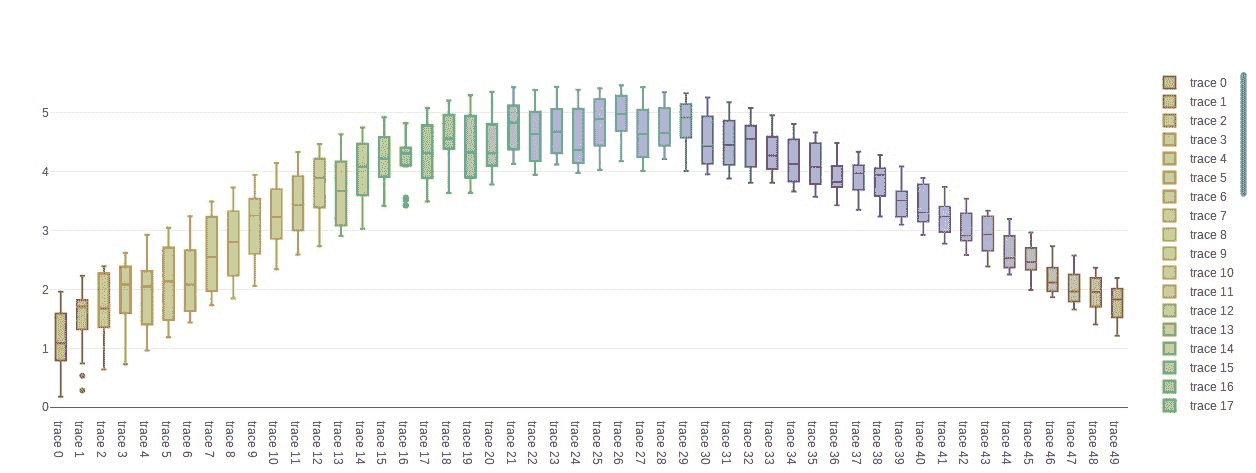 5
4
3
2
1
0
trace 0
trace 1
trace 2
trace 3
trace 4
trace 5
trace 6
trace 7
trace 8
trace 9
trace 10
trace 11
trace 12
trace 13
trace 14
trace 15
trace 16
trace 17
trace 18
trace 19
trace 20
trace 21
trace 22
trace 23
trace 24
trace 25
trace 26
trace 27
trace 28
trace 29
trace 30
trace 31
trace 32
trace 33
trace 34
trace 35
trace 36
trace 37
trace 38
trace 39
trace 40
trace 41
trace 42
trace 43
trace 44
trace 45
trace 46
trace 47
trace 48
trace 49
trace 0
trace 1
trace 2
trace 3
trace 4
trace 5
trace 6
trace 7
trace 8
trace 9
trace 10
trace 11
trace 12
trace 13
trace 14
trace 15
trace 16
trace 17